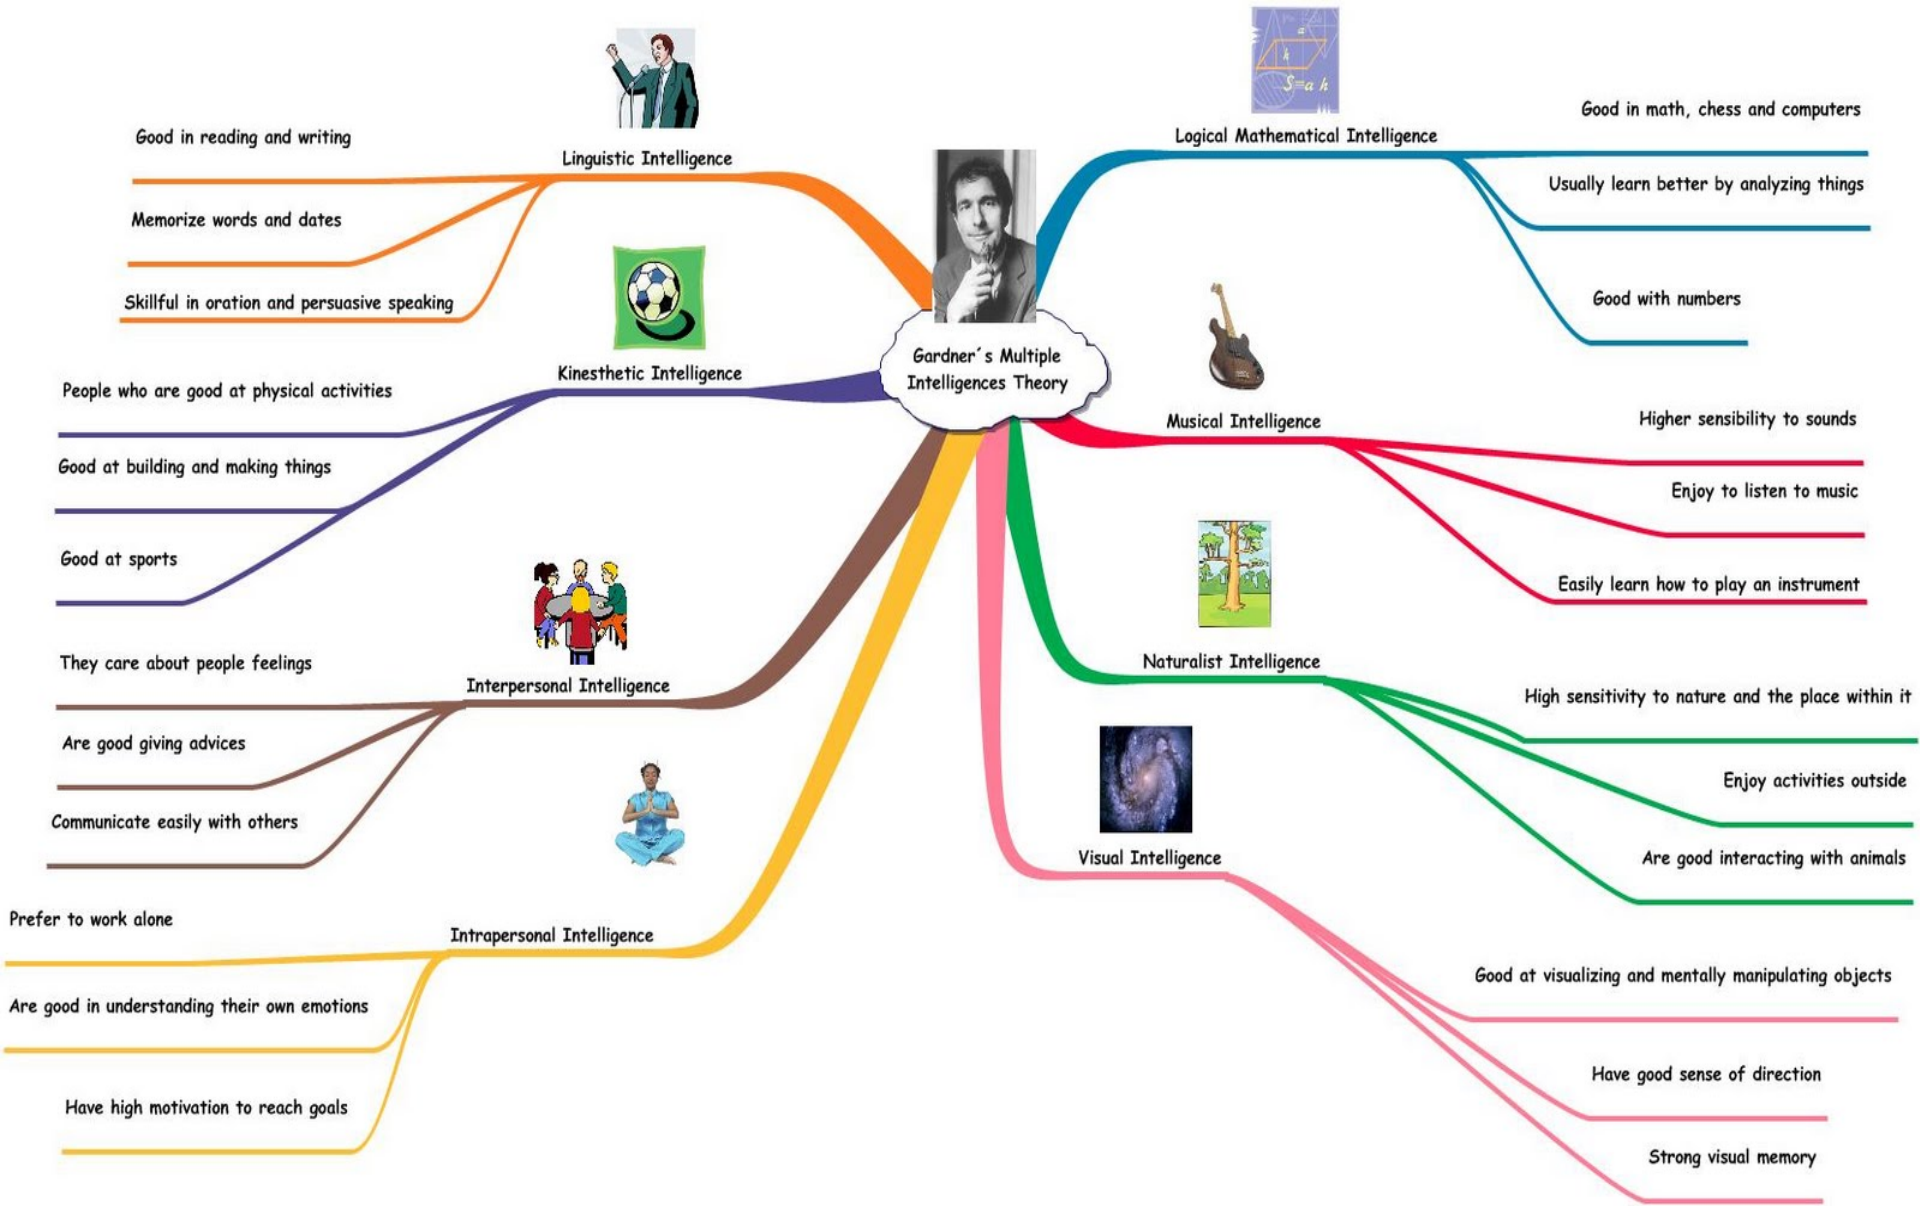 Gardner´s Multiple
Intelligences Theory
Linguistic Intelligence
Good in reading and writing
Memorize words and dates
Skillful in oration and persuasive speaking
Kinesthetic Intelligence
People who are good at physical activities
Good at building and making things
Good at sports
Interpersonal Intelligence
They care about people feelings
Are good giving advices
Communicate easily with others
Intrapersonal Intelligence
Prefer to work alone
Are good in understanding their own emotions
Have high motivation to reach goals
a
h
S=a h
Logical Mathematical Intelligence
Good in math, chess and computers
Usually learn better by analyzing things
Good with numbers
Musical Intelligence
Higher sensibility to sounds
Enjoy to listen to music
Easily learn how to play an instrument
Naturalist Intelligence
High sensitivity to nature and the place within it
Enjoy activities outside
Are good interacting with animals
Visual Intelligence
Good at visualizing and mentally manipulating objects
Have good sense of direction
Strong visual memory